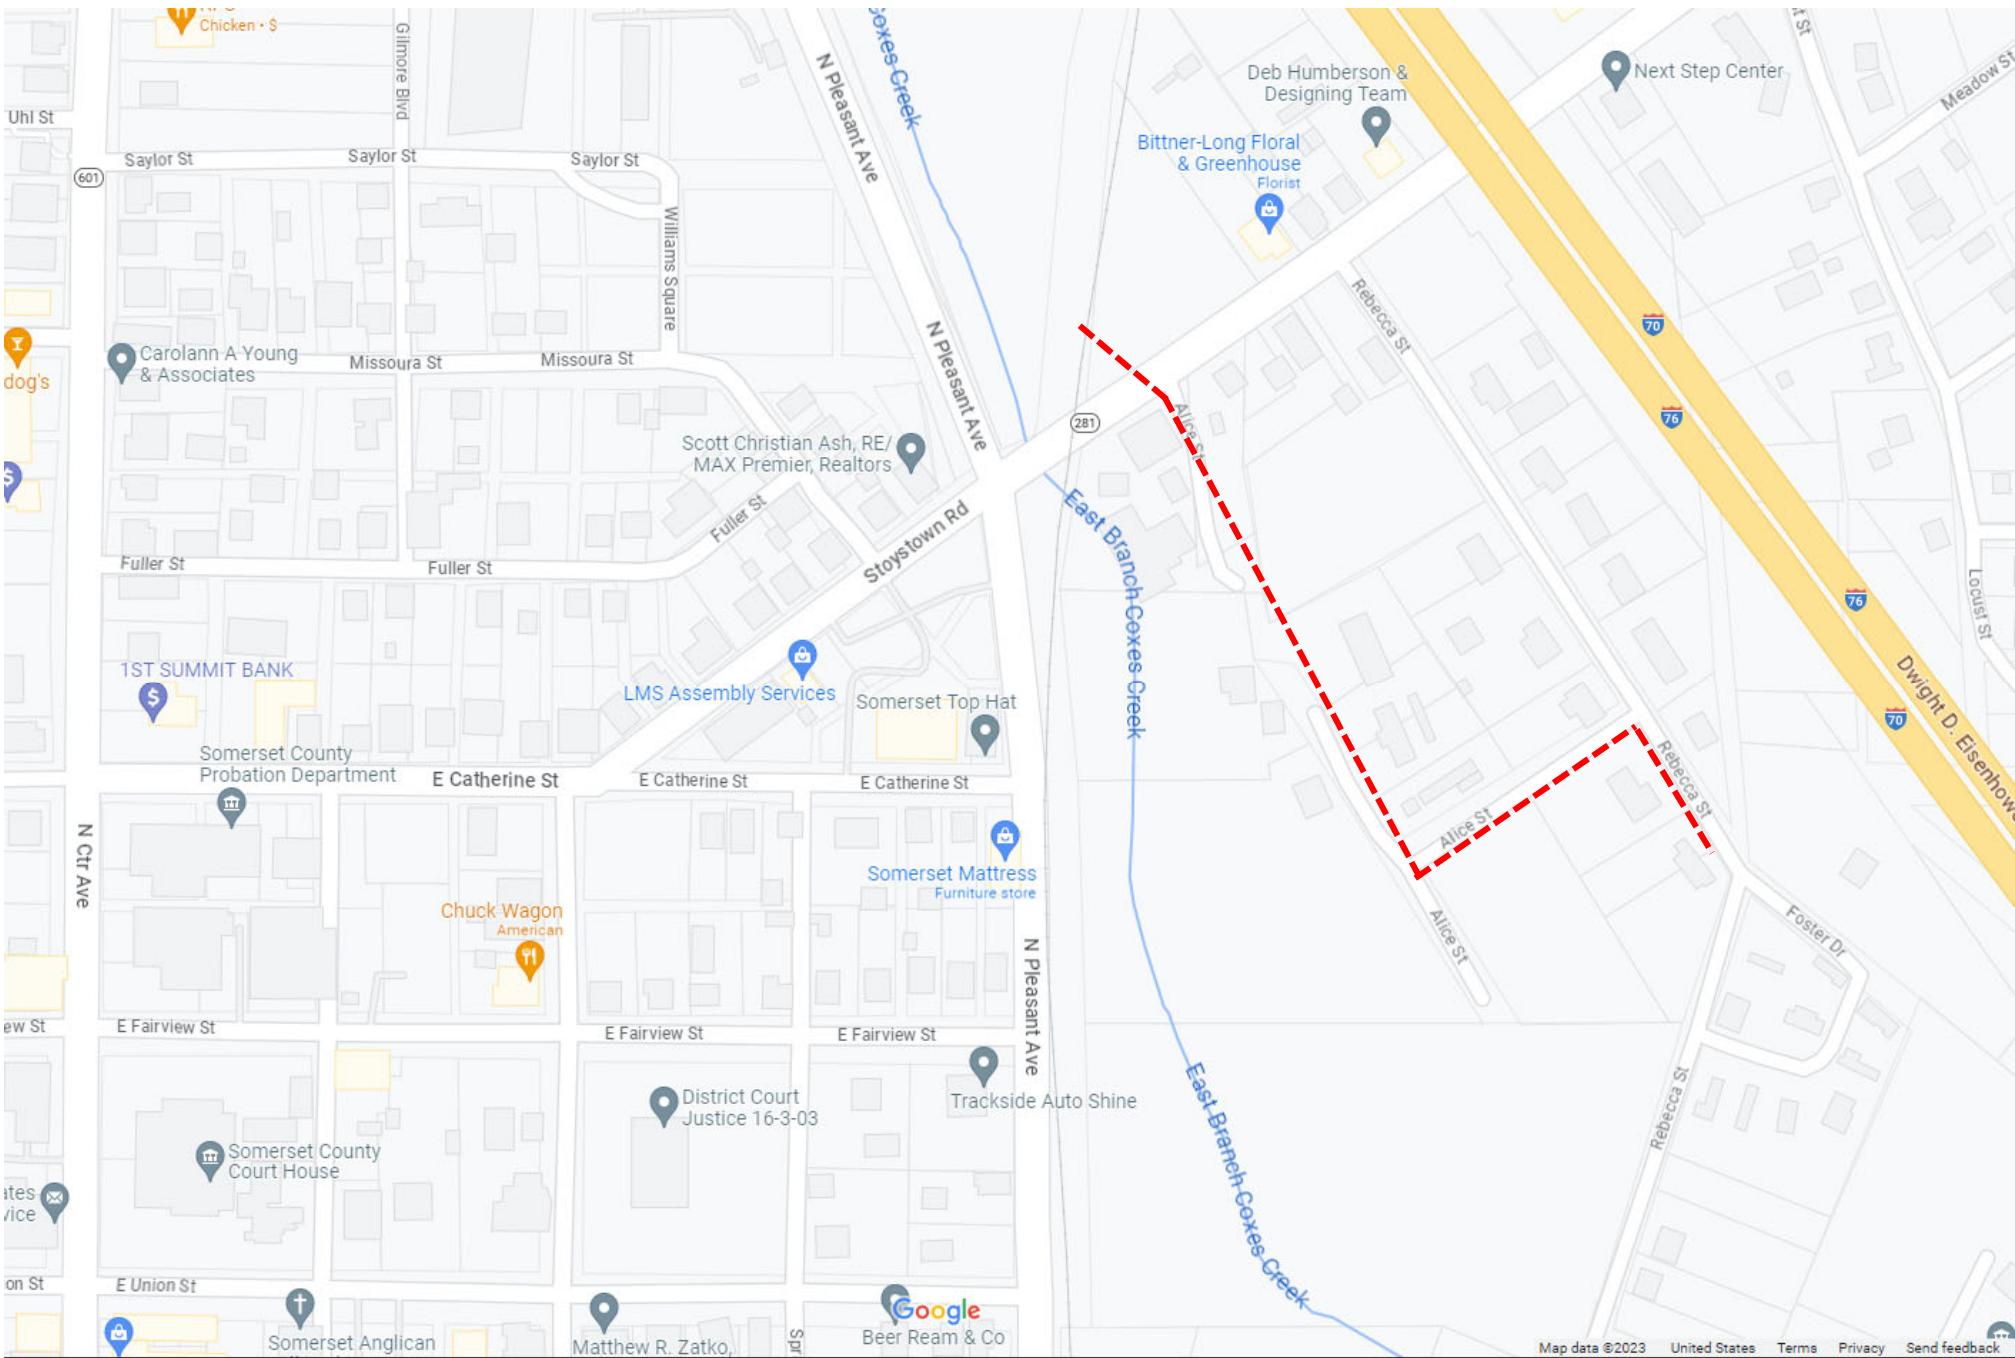 Chicken • $
Gilmore Blvd
N Pleasant Ave
Coxes Creek
Deb Humberson &
Designing Team
Next Step Center
Meadow St
Uhl St
Bittner-Long Floral
& Greenhouse
Florist
Saylor St
Saylor St
Saylor St
601
Williams Square
Rebecca St
70
N Pleasant Ave
Carolann A Young
& Associates
Missoura St
Missoura St
dog's
76
281
Alice St
Scott Christian Ash, RE/
MAX Premier, Realtors
Fuller St
Stoystown Rd
East Branch Coxes Creek
Fuller St
Fuller St
Locust St
76
1ST SUMMIT BANK
LMS Assembly Services
Somerset Top Hat
Dwight D. Eisenhow
70
Rebecca St
Somerset County
Probation Department
E Catherine St
E Catherine St
E Catherine St
N Ctr Ave
Alice St
Somerset Mattress
Furniture store
Chuck Wagon
American
Alice St
Foster Dr
N Pleasant Ave
ew St
E Fairview St
E Fairview St
E Fairview St
District Court
Justice 16-3-03
Trackside Auto Shine
East Branch Coxes Creek
Rebecca St
Somerset County
Court House
ates
vice
on St
E Union St
Google
Beer Ream & Co
Somerset Anglican
Matthew R. Zatko,
Spr
Map data ©2023 United States Terms Privacy Send feedback